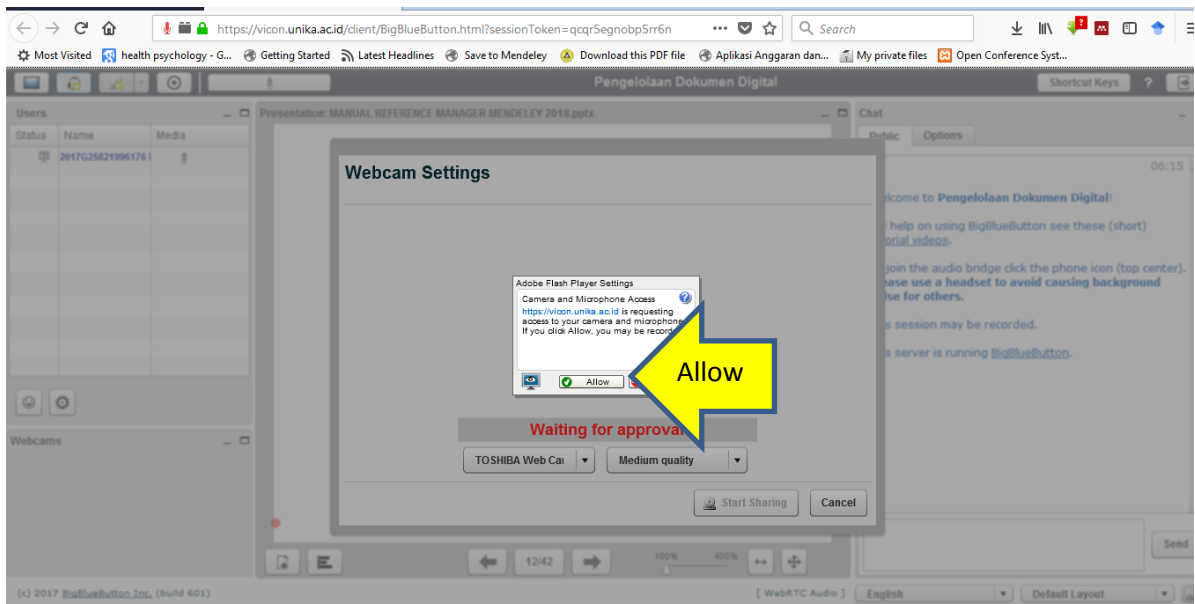 https://vicon.unika.ac.id/client/BigBlueButton.html?sessionToken=qcqr5egnobp5rr6n
Search
Most Visited health psychology - G... Getting Started Latest Headlines Save to Mendeley Download this PDF file Aplikasi Anggaran dan... My private files Open Conference Syst...
Pengelolaan Dokumen Digital
Shortcut Keys ?
Users
Status Name Media
2017G25821996176 (
Presentation: MANUAL REFERENCE MANAGER MENDELEY 2018.pptx
Chat
Public Options
06:15
lcome to Pengelolaan Dokumen Digital!
help on using BigBlueButton see these (short)
orial videos.
join the audio bridge click the phone icon (top center).
ase use a headset to avoid causing background
ise for others.
s session may be recorded.
s server is running BigBlueButton.
Webcam Settings
Adobe Flash Player Settings
Camera and Microphone Access
https://vicon.unika.ac.id is requesting
access to your camera and microphone.
If you click Allow, you may be record
Allow
Allow
Waiting for approval
TOSHIBA Web Ca
Medium quality
Start Sharing
Cancel
Webcams
12/42
100% 400%
Send
(c) 2017 BigBlueButton Inc. (build 601)
[ WebRTC Audio ]
English
Default Layout